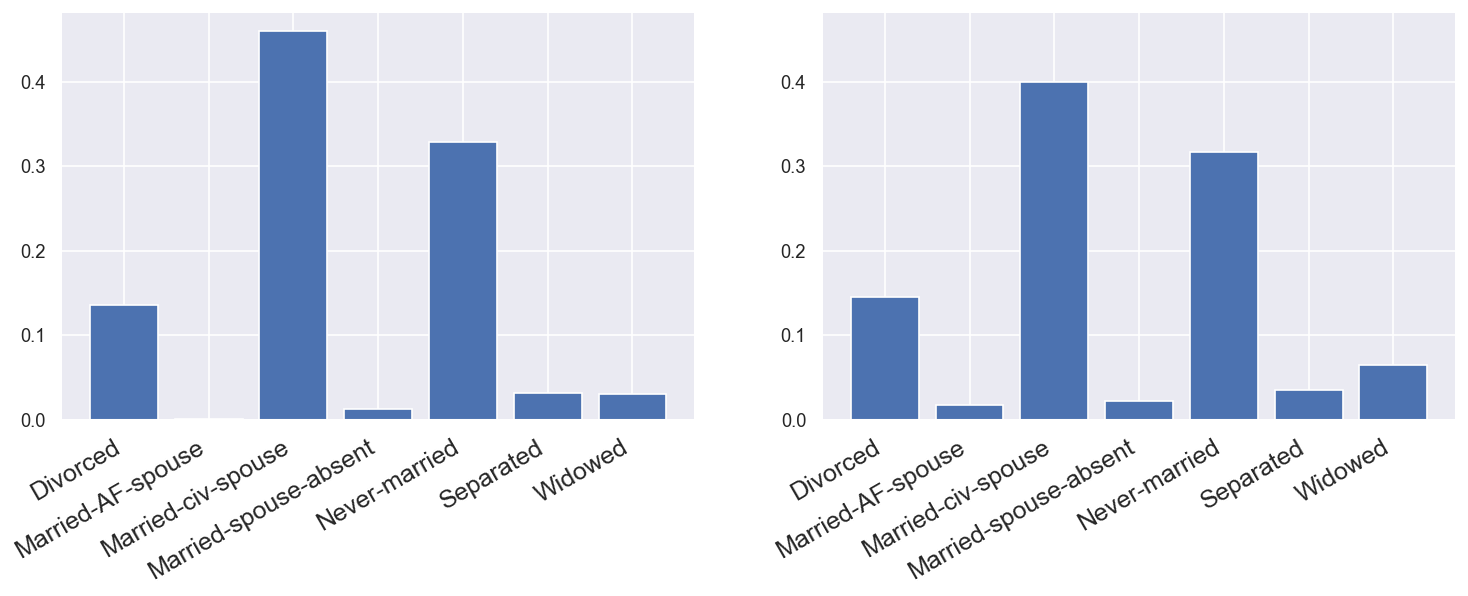 0.4
0.3
0.2
0.1
0.0
Divorced
Married-AF-spouse
Married-civ-spouse
Married-spouse-absent
Never-married
Separated
Widowed
0.4
0.3
0.2
0.1
0.0
Divorced
Married-AF-spouse
Married-civ-spouse
Married-spouse-absent
Never-married
Separated
Widowed